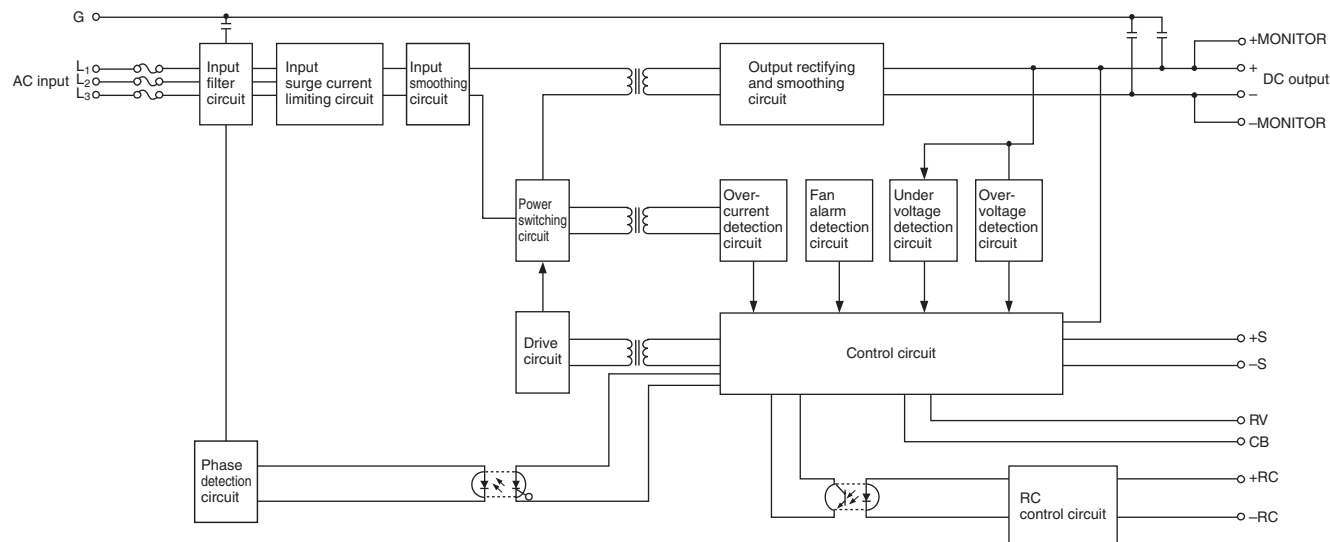 G
AC input
L1
L2
L3
Input
filter
circuit
Input
surge current
limiting circuit
Input
smoothing
circuit
Output rectifying
and smoothing
circuit
+MONITOR
+
DC output
–
–MONITOR
Power
switching
circuit
Over-
current
detection
circuit
Fan
alarm
detection
circuit
Under
voltage
detection
circuit
Over-
voltage
detection
circuit
Drive
circuit
Control circuit
+S
–S
RV
CB
Phase
detection
circuit
RC
control circuit
+RC
–RC